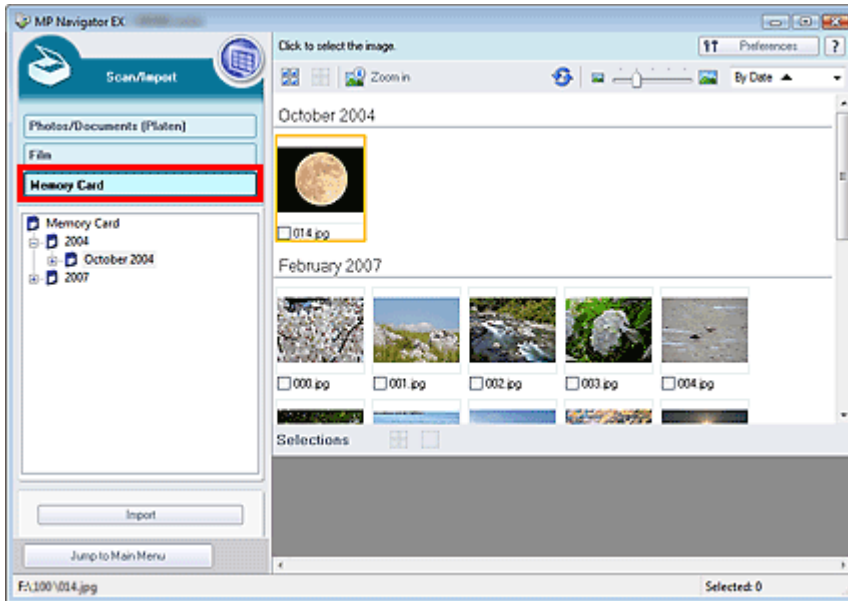 MP Navigator EX
Scan/Import
Click to select the image.
Preferences
?
Zoom in
By Date
Photos/Documents (Platen)
Film
Memory Card
Memory Card
2004
October 2004
2007
October 2004
014.jpg
February 2007
000.jpg
001.jpg
002.jpg
003.jpg
004.jpg
Selections
Import
Jump to Main Menu
F:\100\014.jpg
Selected: 0